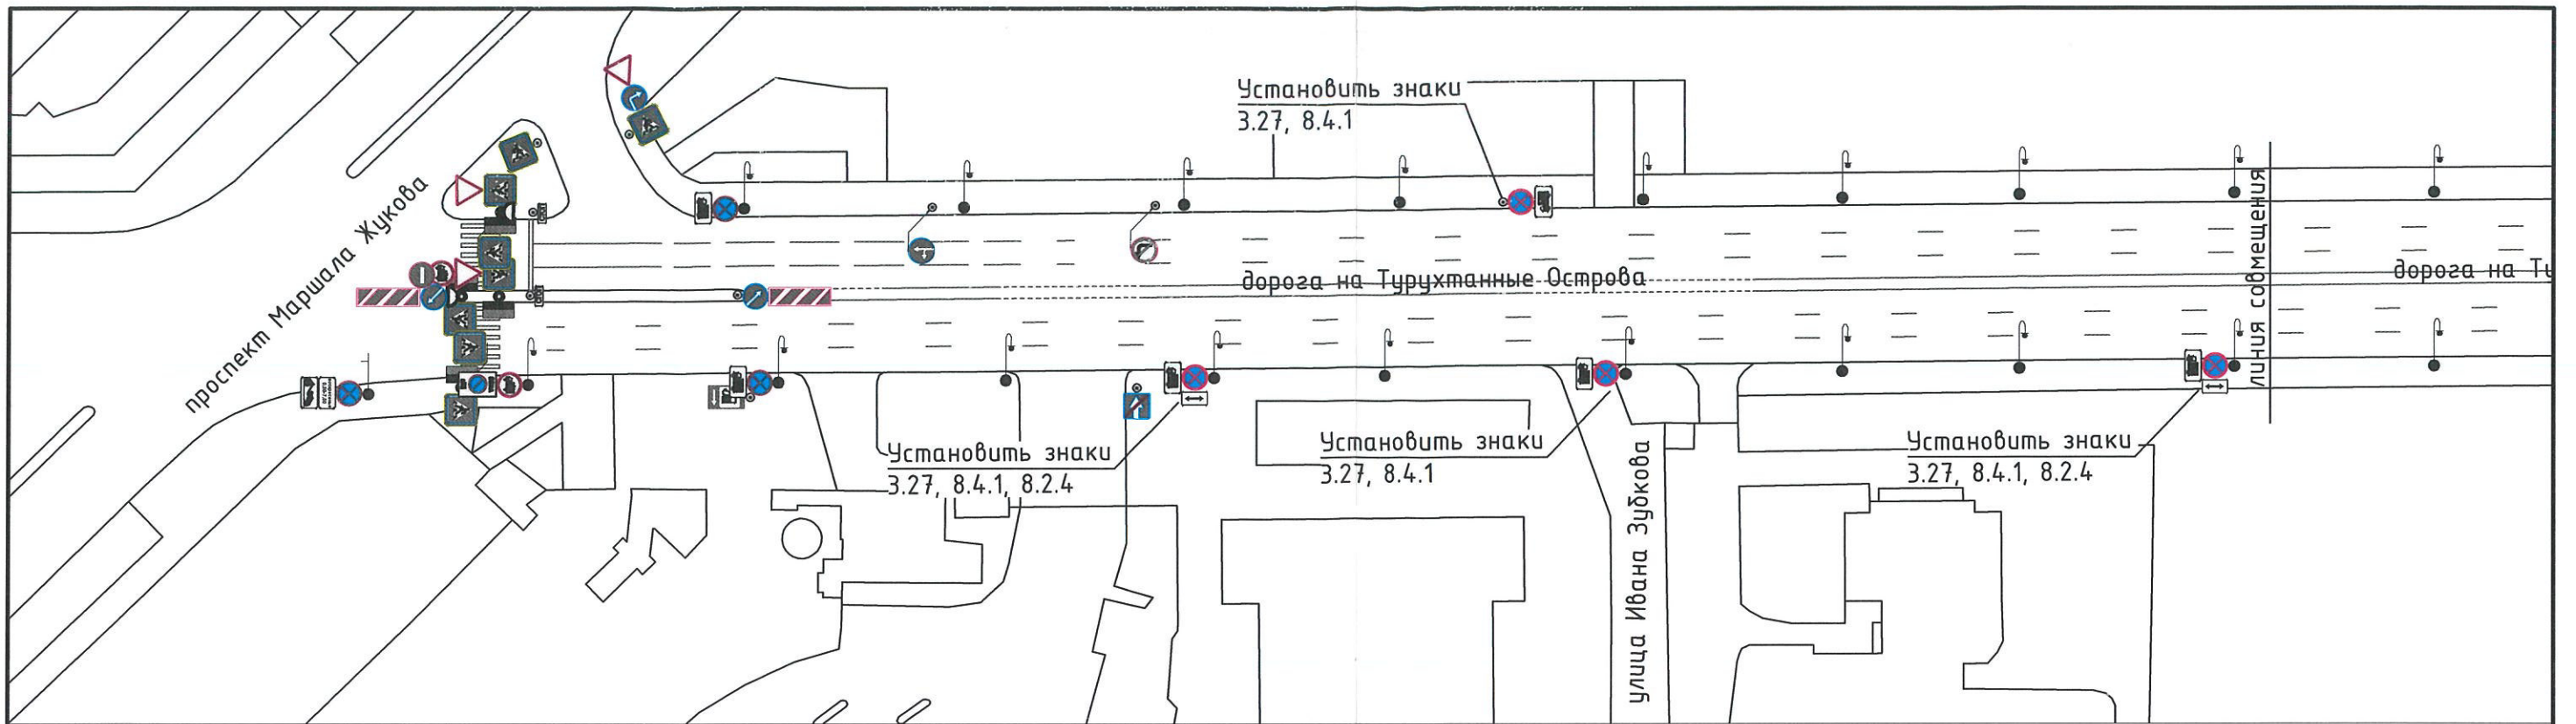 Установить знаки
3.27, 8.4.1
проспект Маршала Жукова
дорога на Турухтанные Острова
линия совмещения
дорога на Ту
Установить знаки
3.27, 8.4.1, 8.2.4
Установить знаки
3.27, 8.4.1
Установить знаки
3.27, 8.4.1, 8.2.4
улица Ивана Зубкова